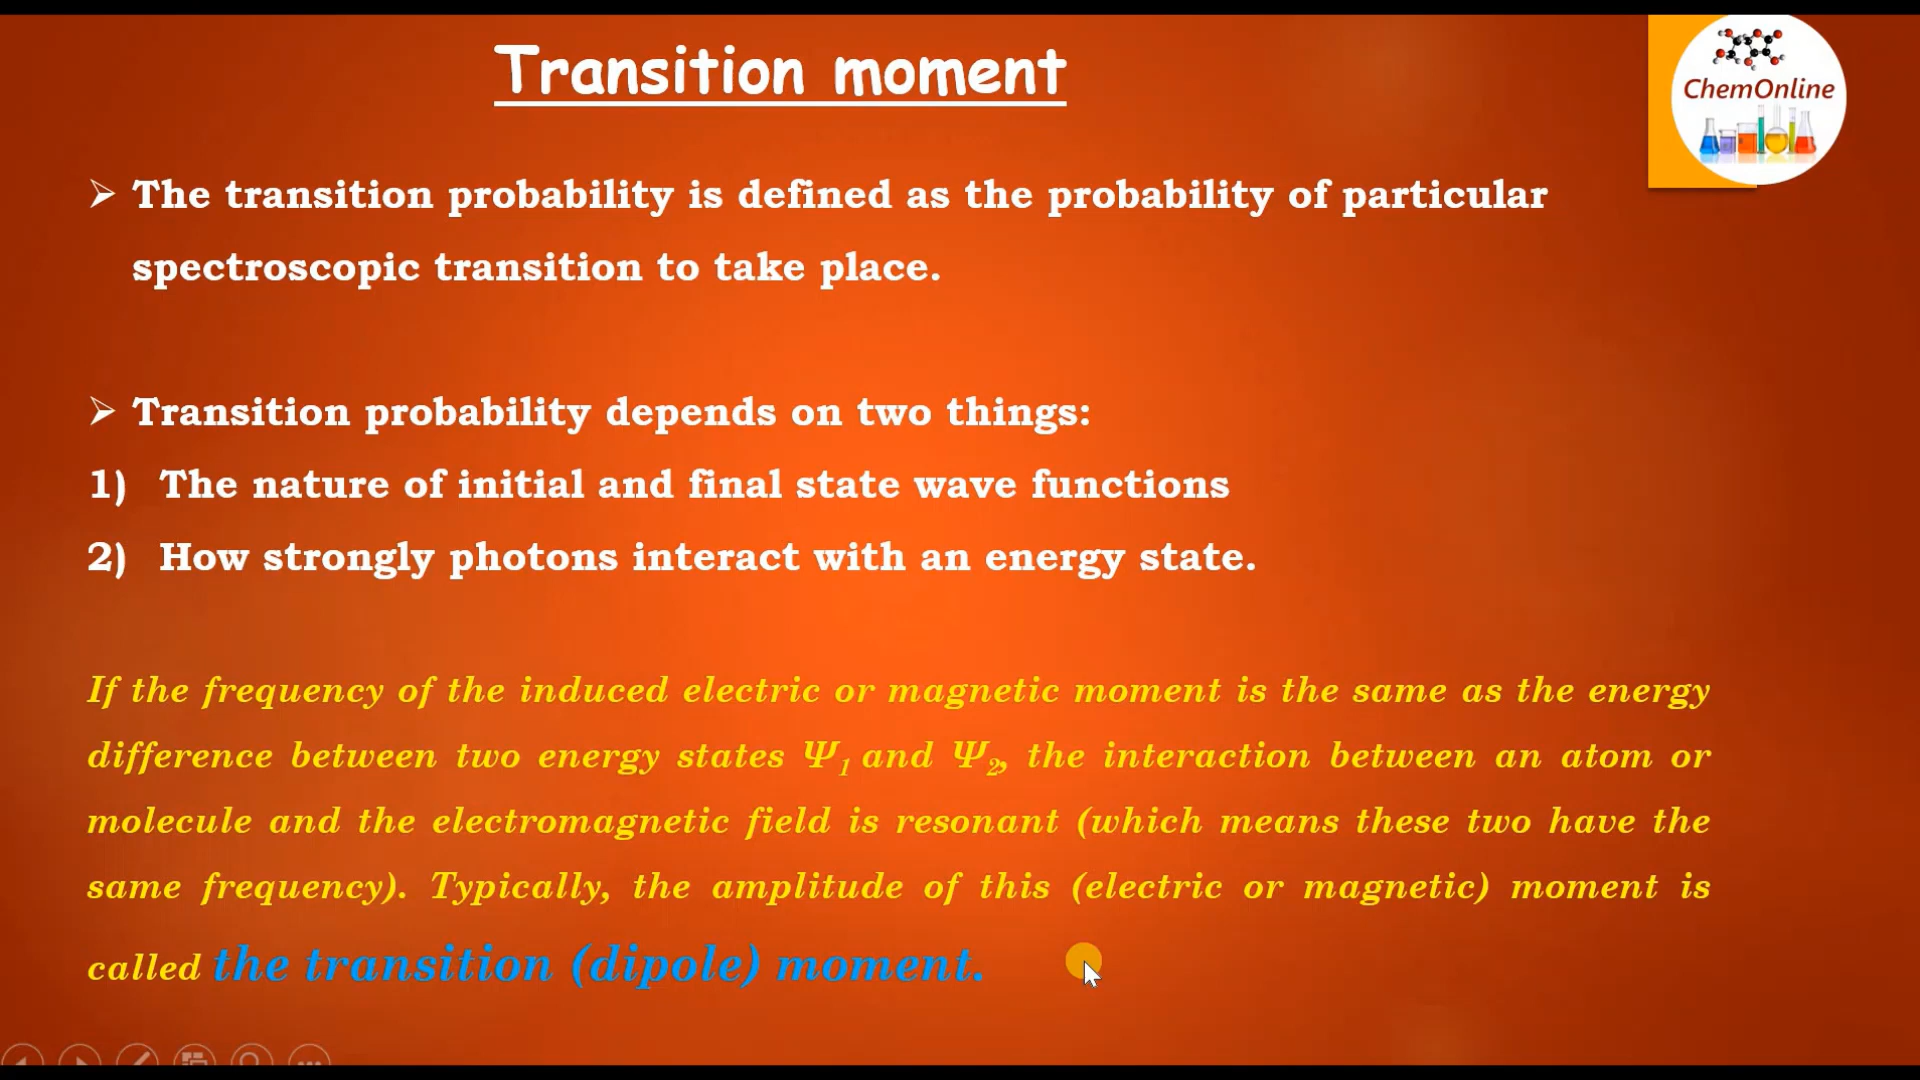 Transition moment
ChemOnline
➢ The transition probability is defined as the probability of particular
spectroscopic transition to take place.
➢ Transition probability depends on two things:
1) The nature of initial and final state wave functions
2) How strongly photons interact with an energy state.
If the frequency of the induced electric or magnetic moment is the same as the energy
difference between two energy states Ψ₁ and Ψ₂, the interaction between an atom or
molecule and the electromagnetic field is resonant (which means these two have the
same frequency). Typically, the amplitude of this (electric or magnetic) moment is
called the transition (dipole) moment.